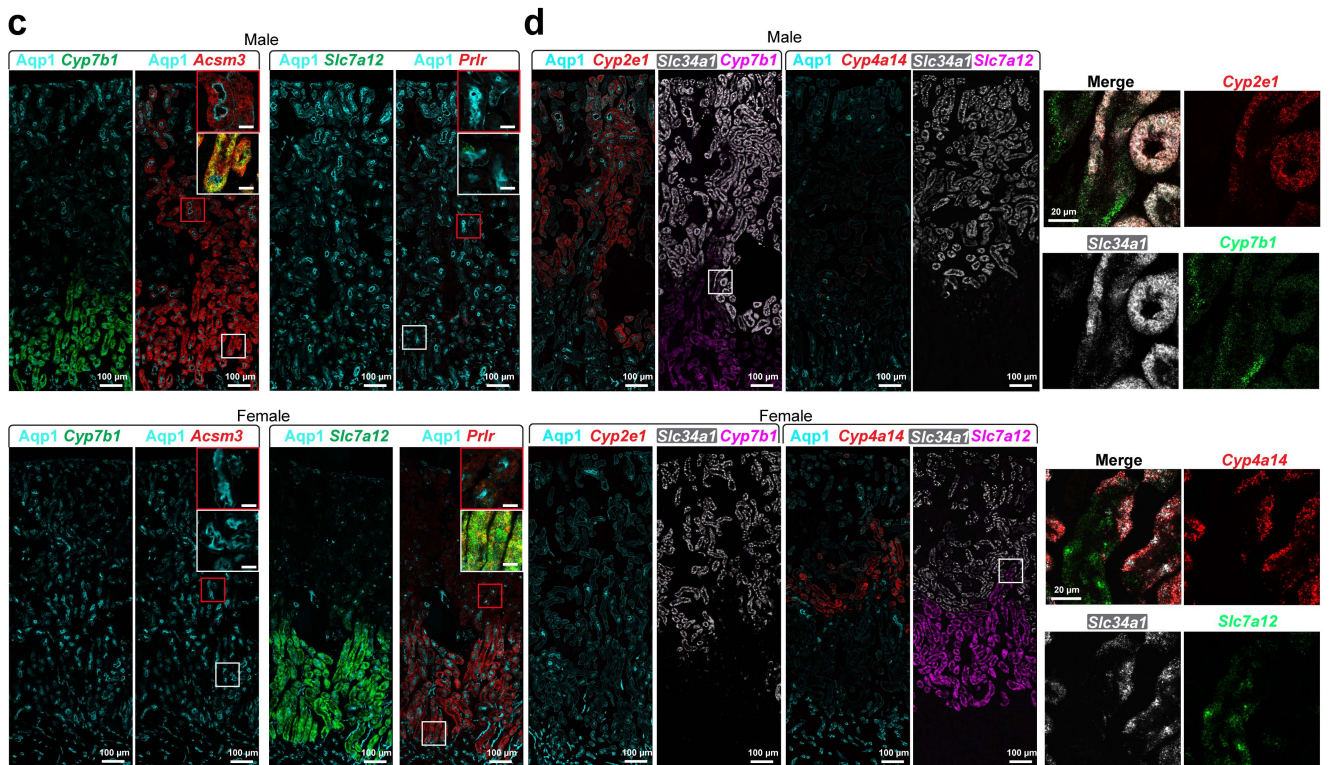 c
d
Male
Male
Aqp1 Cyp7b1
Aqp1 Acsm3
Aqp1 Slc7a12
Aqp1 Prlr
Aqp1 Cyp2e1
Slc34a1 Cyp7b1
Aqp1 Cyp4a14
Slc34a1 Slc7a12
100 µm
100 µm
100 µm
100 µm
100 µm
100 µm
100 µm
100 µm
Merge
Cyp2e1
20 µm
Slc34a1
Cyp7b1
Female
Female
Aqp1 Cyp7b1
Aqp1 Acsm3
Aqp1 Slc7a12
Aqp1 Prlr
Aqp1 Cyp2e1
Slc34a1 Cyp7b1
Aqp1 Cyp4a14
Slc34a1 Slc7a12
100 µm
100 µm
100 µm
100 µm
100 µm
100 µm
100 µm
100 µm
Merge
Cyp4a14
20 µm
Slc34a1
Slc7a12